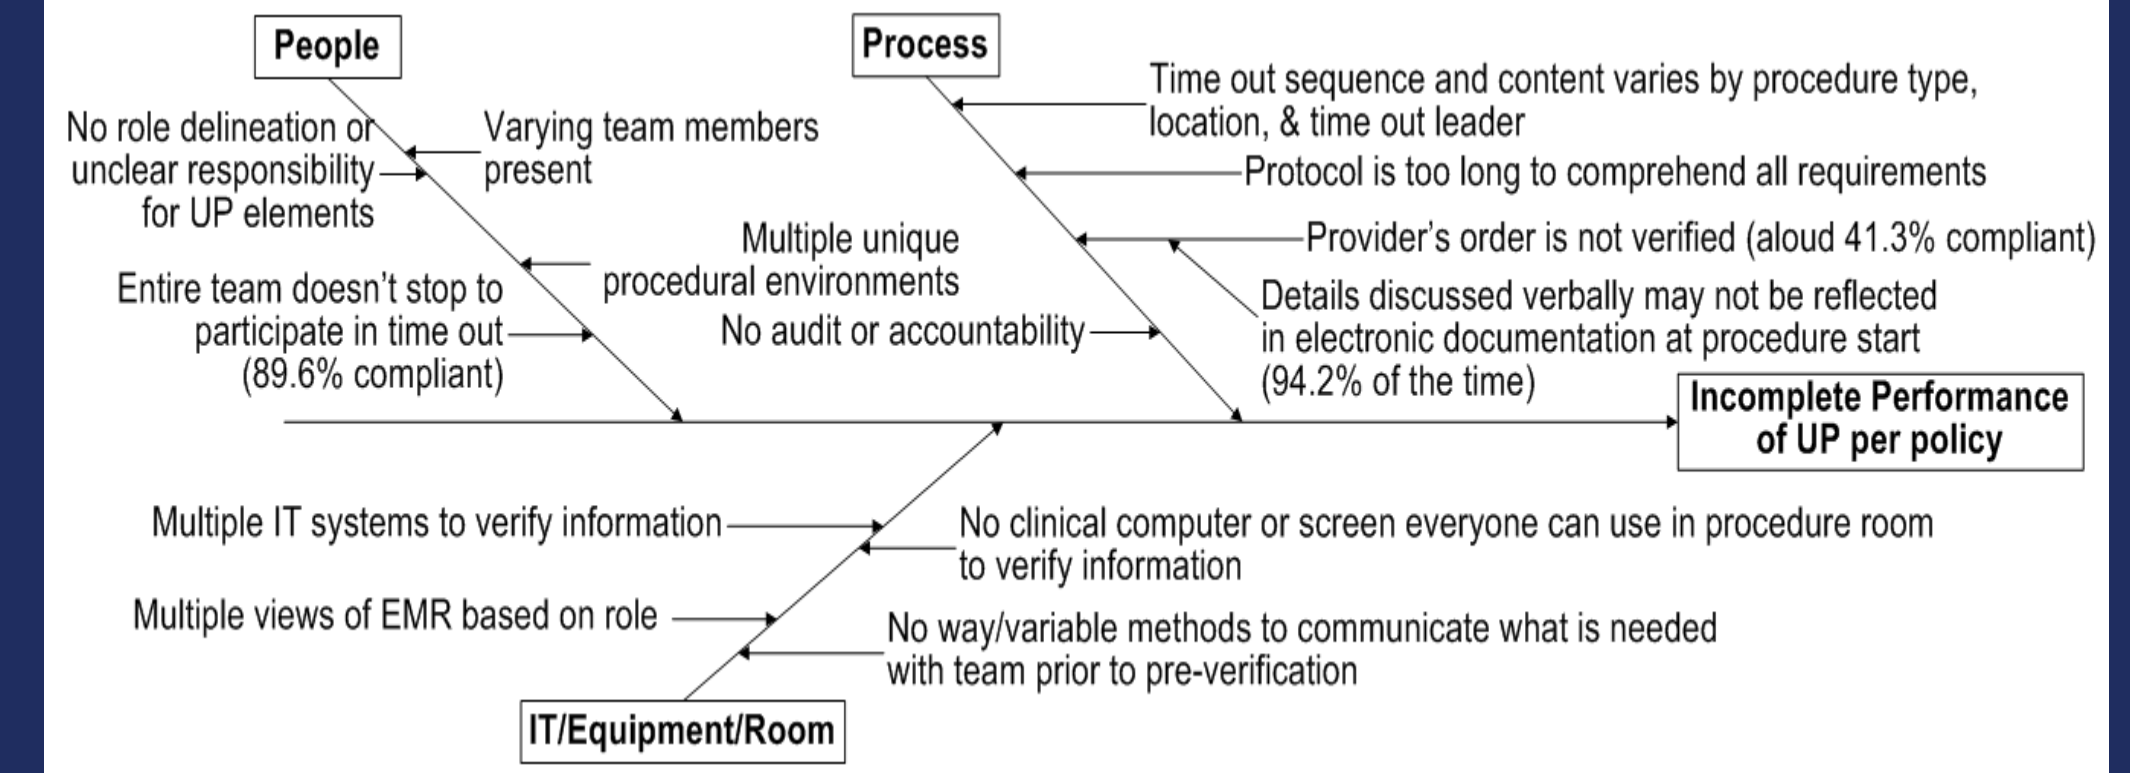 People
No role delineation or
unclear responsibility
for UP elements
Varying team members
present
Multiple unique
procedural environments
Entire team doesn't stop to
participate in time out
(89.6% compliant)
Process
Time out sequence and content varies by procedure type,
location, & time out leader
Protocol is too long to comprehend all requirements
Provider's order is not verified (aloud 41.3% compliant)
Details discussed verbally may not be reflected
in electronic documentation at procedure start
(94.2% of the time)
No audit or accountability
Incomplete Performance
of UP per policy
Multiple IT systems to verify information
No clinical computer or screen everyone can use in procedure room
to verify information
Multiple views of EMR based on role
No way/variable methods to communicate what is needed
with team prior to pre-verification
IT/Equipment/Room